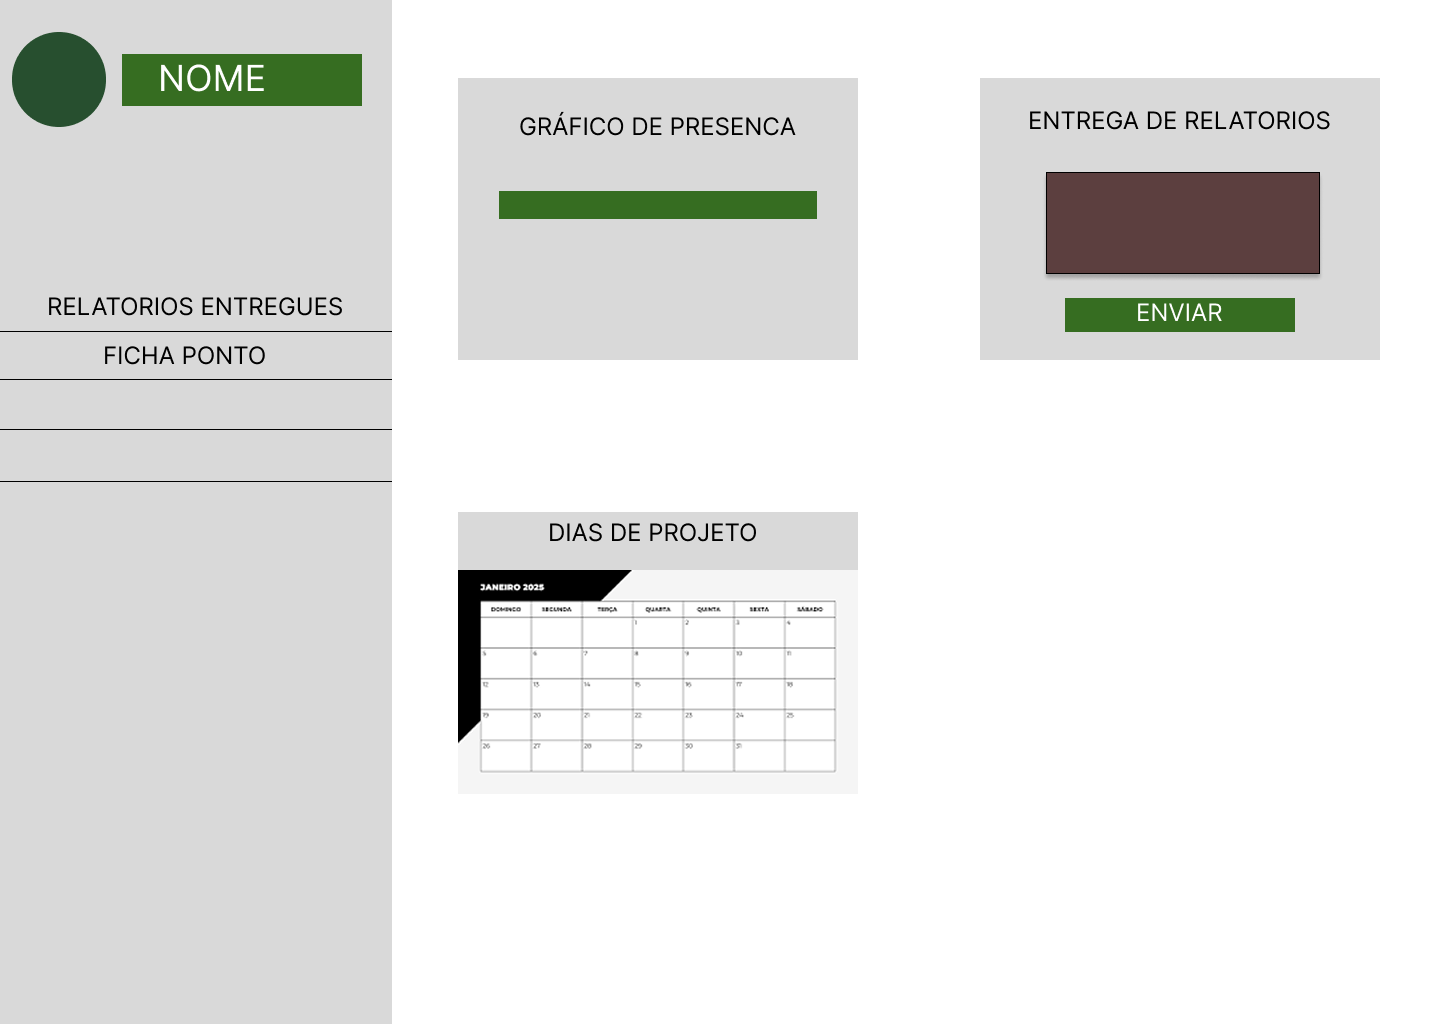 NOME
RELATORIOS ENTREGUES
FICHA PONTO
GRÁFICO DE PRESENCA
ENTREGA DE RELATORIOS
ENVIAR
DIAS DE PROJETO
JANEIRO 2025
DOMINGO SEGUNDA TERÇA QUARTA QUINTA SEXTA SÁBADO
1 2 3 4
5 6 7 8 9 10 11
12 13 14 15 16 17 18
19 20 21 22 23 24 25
26 27 28 29 30 31